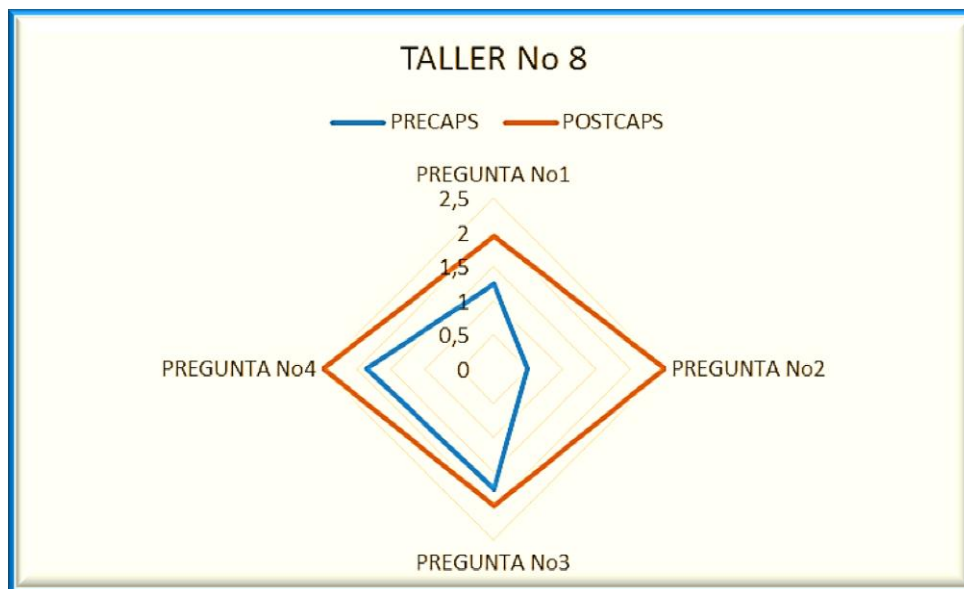 TALLER No 8
PRECAPS POSTCAPS
PREGUNTA No1
2,5
2
1,5
1
0,5
PREGUNTA No4 0 PREGUNTA No2
PREGUNTA No3